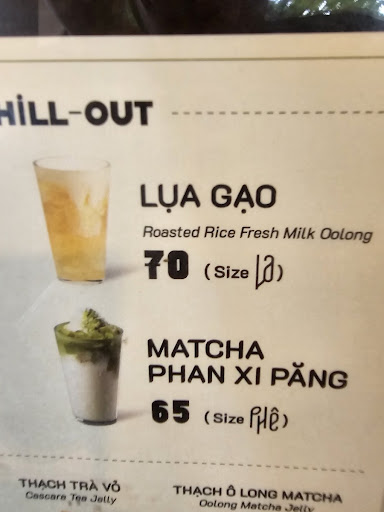 HILL-OUT
LỤA GẠO
Roasted Rice Fresh Milk Oolong
70 (Size La)
MATCHA
PHAN XI PĂNG
65 (Size Phê)
THẠCH TRÀ VỎ
Cascara Tea Jelly
THẠCH Ô LONG MATCHA
Oolong Matcha Jelly